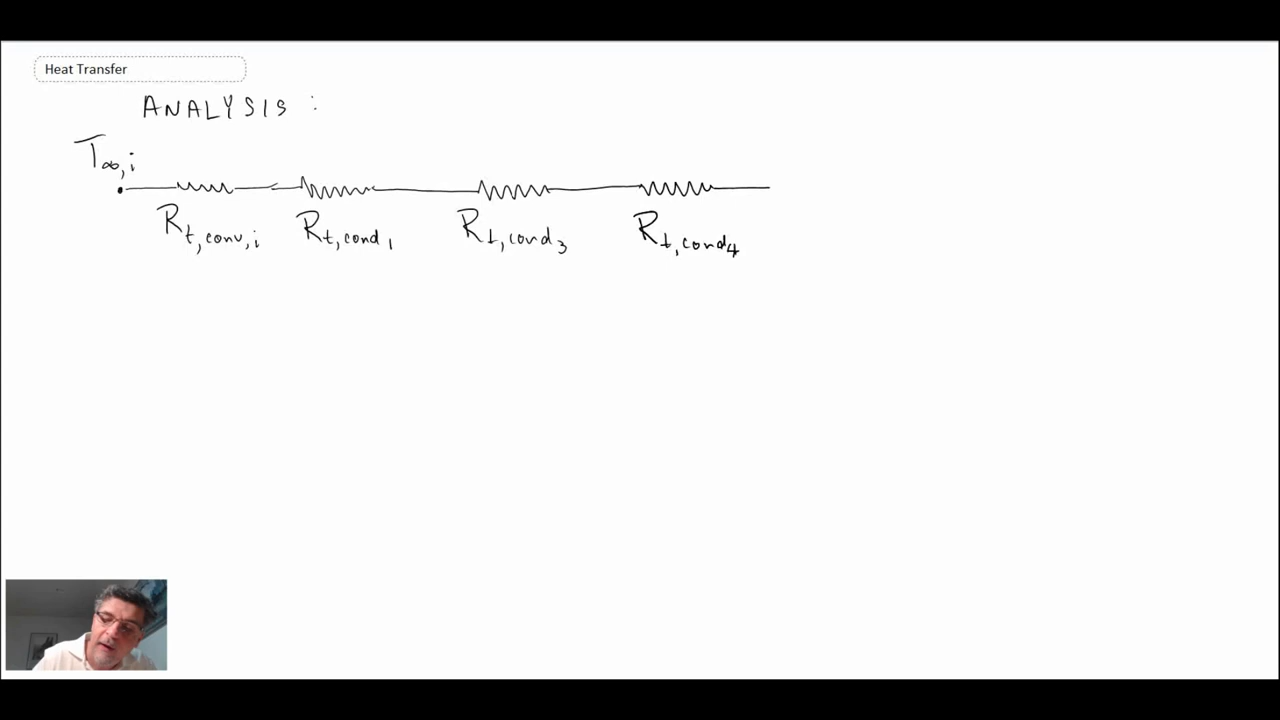 Heat Transfer
ANALYSIS :
T∞,i
Rt,conv,i Rt,cond1 Rt,cond3 Rt,cond4